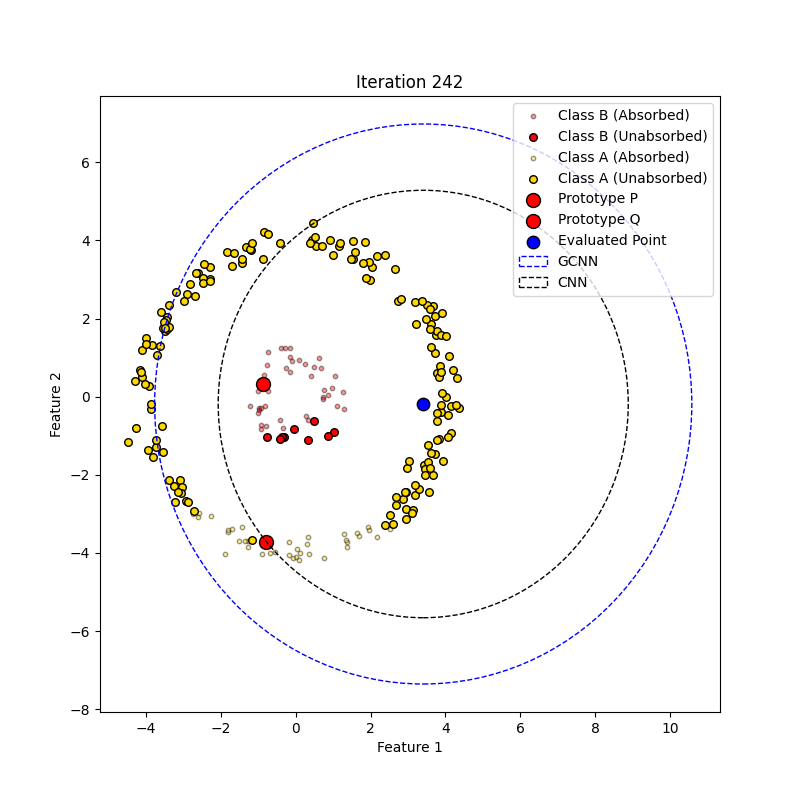 Iteration 242
Class B (Absorbed)
Class B (Unabsorbed)
Class A (Absorbed)
Class A (Unabsorbed)
Prototype P
Prototype Q
Evaluated Point
GCNN
CNN
Feature 2
6
4
2
0
−2
−4
−6
−8
−4
−2
0
2
4
6
8
10
Feature 1